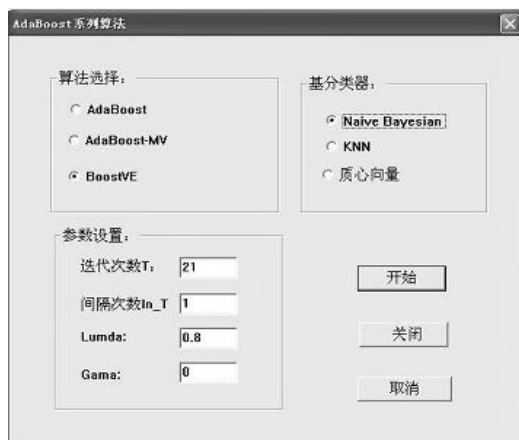 AdaBoost系列算法
算法选择:
AdaBoost
AdaBoost-MV
BoostVE
基分类器:
Naive Bayesian
KNN
质心向量
参数设置:
迭代次数T: 21
间隔次数In_T 1
Lumda: 0.8
Gama: 0
开始
关闭
取消